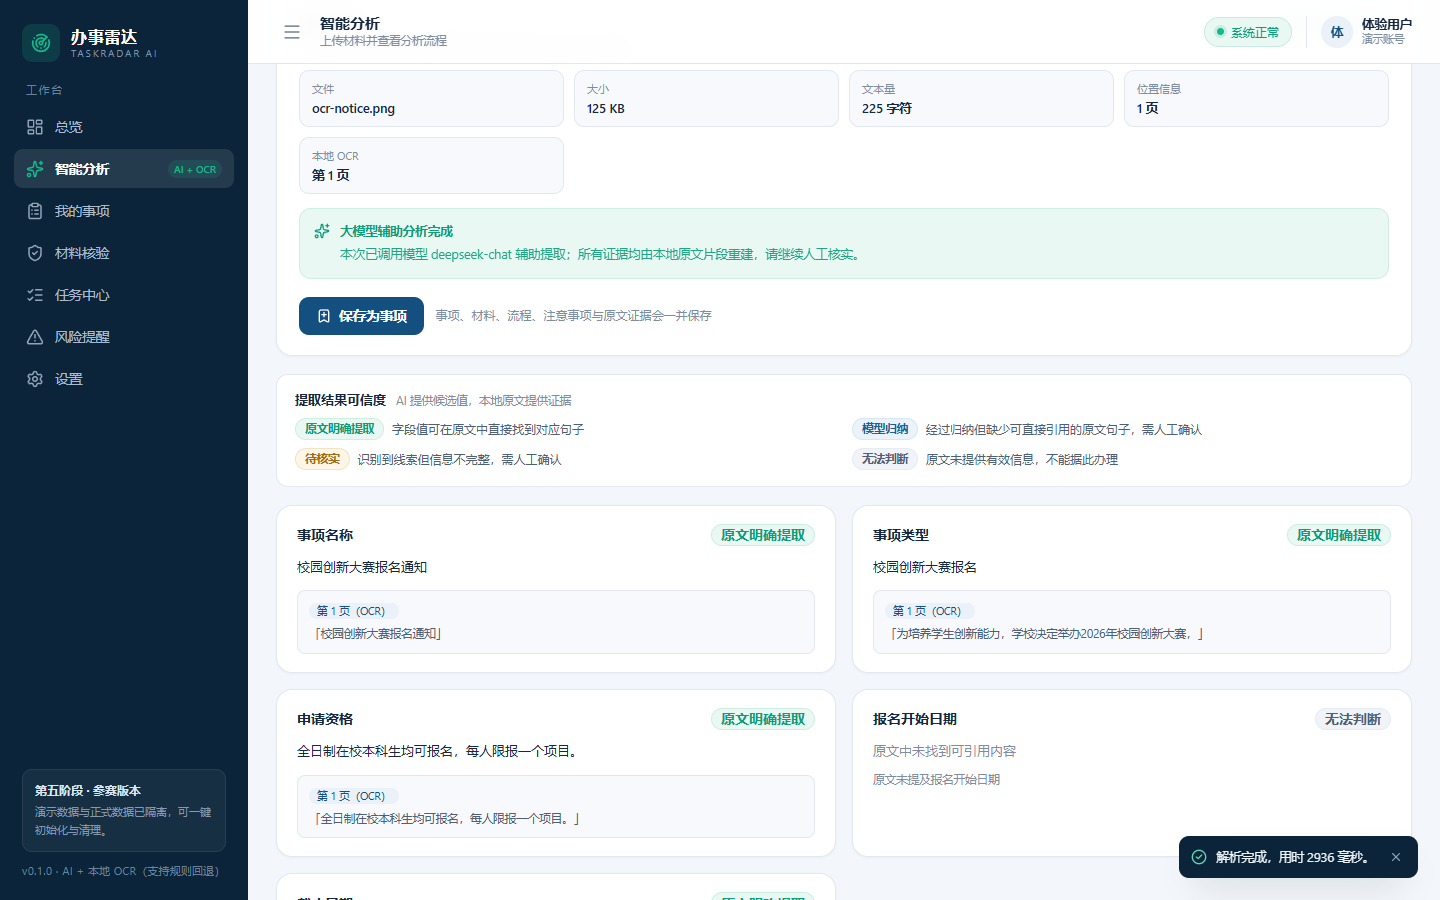 办事雷达
TASKRADAR AI
工作台
总览
智能分析
AI + OCR
我的事项
材料核验
任务中心
风险提醒
设置
第五阶段 · 参赛版本
演示数据与正式数据已隔离，可一键
初始化与清理。
v0.1.0 · AI + 本地 OCR（支持规则回退）
智能分析
上传材料并查看分析流程
系统正常
体
体验用户
演示账号
文件
ocr-notice.png
大小
125 KB
文本量
225 字符
位置信息
1 页
本地 OCR
第 1 页
大模型辅助分析完成
本次已调用模型 deepseek-chat 辅助提取；所有证据均由本地原文片段重建，请继续人工核实。
保存为事项
事项、材料、流程、注意事项与原文证据会一并保存
提取结果可信度 AI 提供候选值，本地原文提供证据
原文明确提取 字段值可在原文中直接找到对应句子
模型归纳 经过归纳但缺少可直接引用的原文句子，需人工确认
待核实 识别到线索但信息不完整，需人工确认
无法判断 原文未提供有效信息，不能据此办理
事项名称
原文明确提取
校园创新大赛报名通知
第 1 页（OCR）
「校园创新大赛报名通知」
事项类型
原文明确提取
校园创新大赛报名
第 1 页（OCR）
「为培养学生创新能力，学校决定举办2026年校园创新大赛，」
申请资格
原文明确提取
全日制在校本科生均可报名，每人限报一个项目。
第 1 页（OCR）
「全日制在校本科生均可报名，每人限报一个项目。」
报名开始日期
无法判断
原文中未找到可引用内容
原文未提及报名开始日期
解析完成，用时 2936 毫秒。